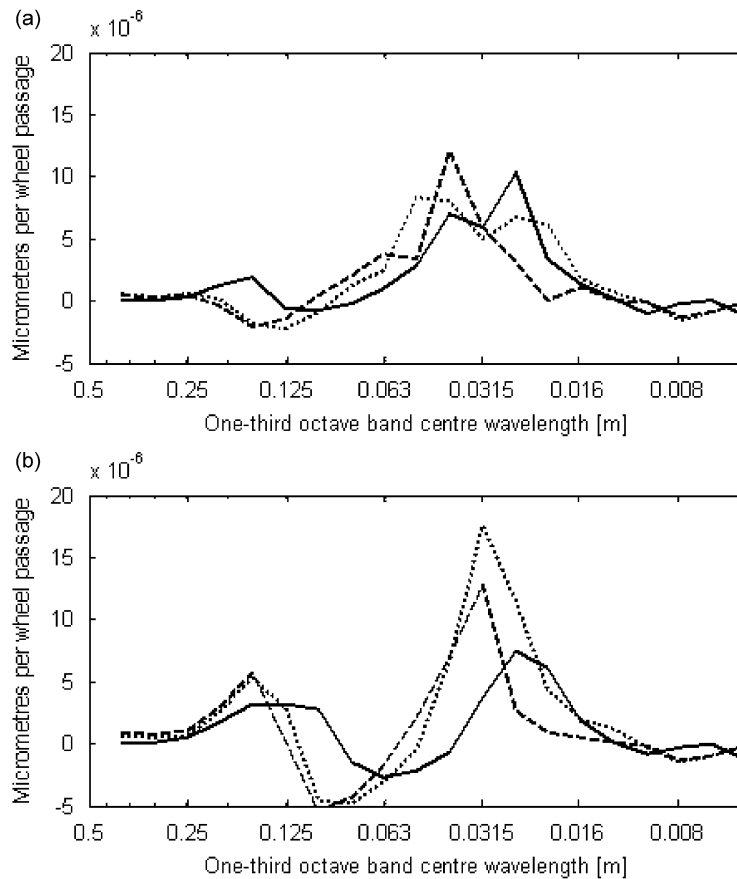 (a)
x 10-6
20
15
10
5
0
-5
Micrometers per wheel passage
0.5 0.25 0.125 0.063 0.0315 0.016 0.008
One-third octave band centre wavelength [m]
(b)
x 10-6
20
15
10
5
0
-5
Micrometres per wheel passage
0.5 0.25 0.125 0.063 0.0315 0.016 0.008
One-third octave band centre wavelength [m]